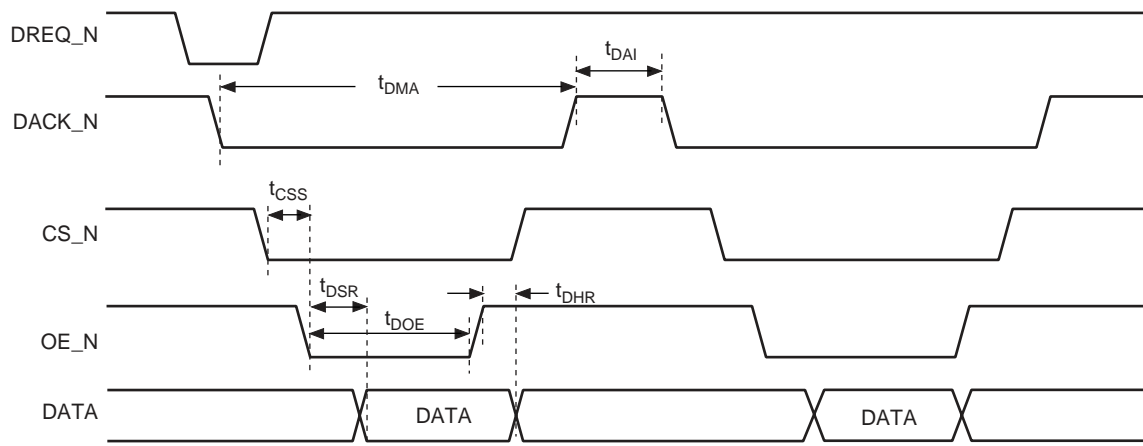 DREQ_N
tDAI
tDMA
DACK_N
tCSS
CS_N
tDSR
tDHR
tDOE
OE_N
DATA
DATA
DATA